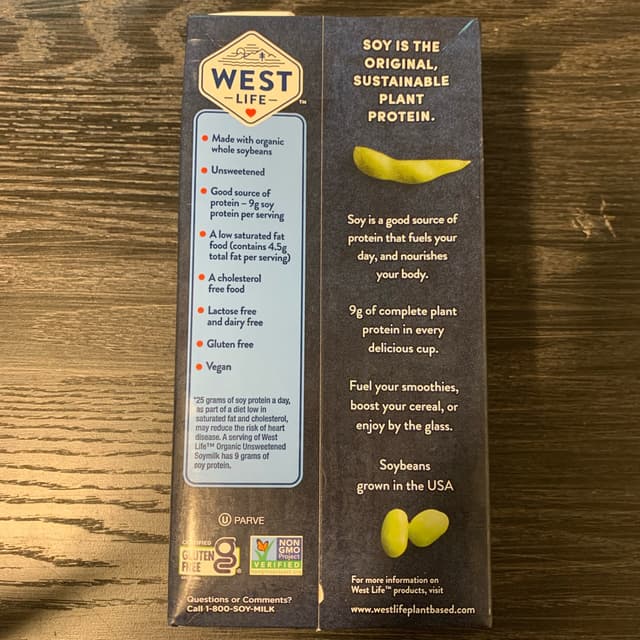 WEST
LIFE
™
• Made with organic
whole soybeans
• Unsweetened
• Good source of
protein – 9g soy
protein per serving
• A low saturated fat
food (contains 4.5g
total fat per serving)
• A cholesterol
free food
• Lactose free
and dairy free
• Gluten free
• Vegan
*25 grams of soy protein a day,
as part of a diet low in
saturated fat and cholesterol,
may reduce the risk of heart
disease. A serving of West
Life™ Organic Unsweetened
Soymilk has 9 grams of
soy protein.
U PARVE
CERTIFIED
GLUTEN
FREE
g
NON
GMO
Project
VERIFIED
Questions or Comments?
Call 1-800-SOY-MILK
SOY IS THE
ORIGINAL,
SUSTAINABLE
PLANT
PROTEIN.
Soy is a good source of
protein that fuels your
day, and nourishes
your body.
9g of complete plant
protein in every
delicious cup.
Fuel your smoothies,
boost your cereal, or
enjoy by the glass.
Soybeans
grown in the USA
For more information on
West Life™ products, visit
www.westlifeplantbased.com